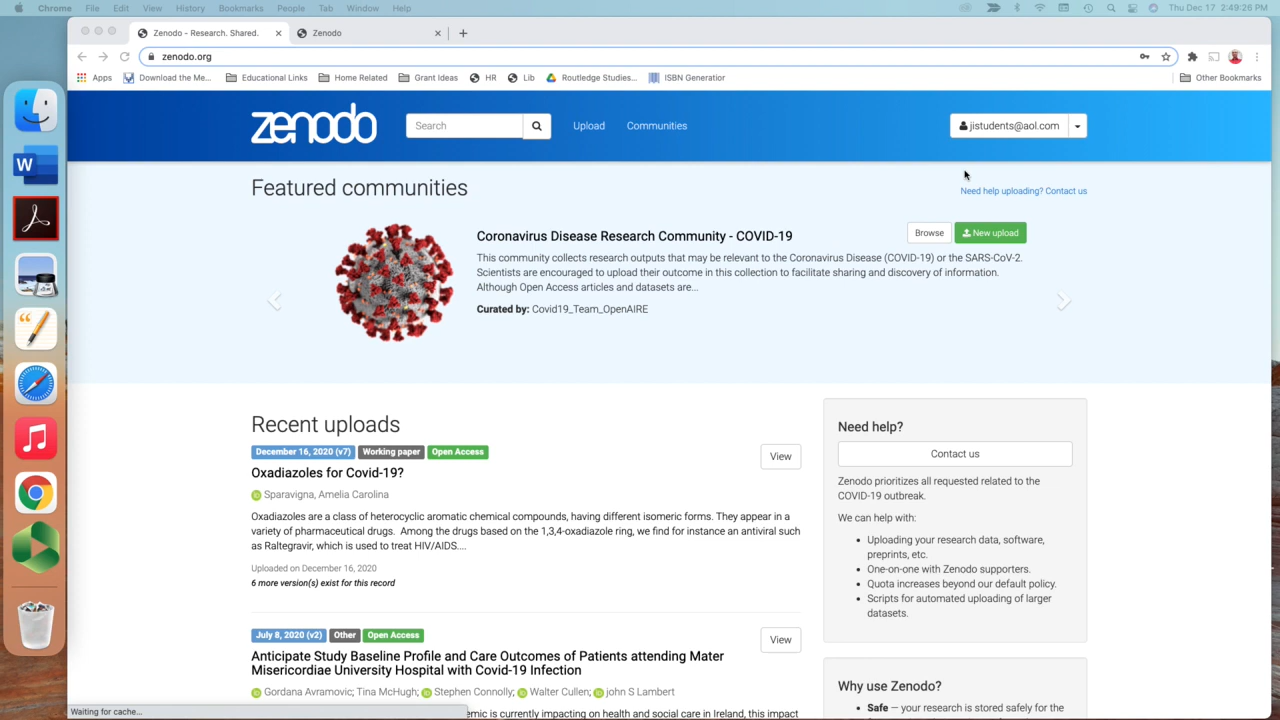 Chrome File Edit View History Bookmarks People Tab Window Help Thu Dec 17 2:49:26 PM
Zenodo - Research. Shared. Zenodo
zenodo.org
Apps Download the Me... Educational Links Home Related Grant Ideas HR Lib Routledge Studies... ISBN Generatior Other Bookmarks
zenodo Search Upload Communities jistudents@aol.com
Featured communities
Need help uploading? Contact us
Coronavirus Disease Research Community - COVID-19 Browse New upload
This community collects research outputs that may be relevant to the Coronavirus Disease (COVID-19) or the SARS-CoV-2.
Scientists are encouraged to upload their outcome in this collection to facilitate sharing and discovery of information.
Although Open Access articles and datasets are...
Curated by: Covid19_Team_OpenAIRE
Recent uploads
December 16, 2020 (v7) Working paper Open Access View
Oxadiazoles for Covid-19?
Sparavigna, Amelia Carolina
Oxadiazoles are a class of heterocyclic aromatic chemical compounds, having different isomeric forms. They appear in a
variety of pharmaceutical drugs. Among the drugs based on the 1,3,4-oxadiazole ring, we find for instance an antiviral such
as Raltegravir, which is used to treat HIV/AIDS....
Uploaded on December 16, 2020
6 more version(s) exist for this record
July 8, 2020 (v2) Other Open Access View
Anticipate Study Baseline Profile and Care Outcomes of Patients attending Mater
Misericordiae University Hospital with Covid-19 Infection
Gordana Avramovic; Tina McHugh; Stephen Connolly; Walter Cullen; john S Lambert
emic is currently impacting on health and social care in Ireland, this impact
Need help?
Contact us
Zenodo prioritizes all requested related to the
COVID-19 outbreak.
We can help with:
Uploading your research data, software,
preprints, etc.
One-on-one with Zenodo supporters.
Quota increases beyond our default policy.
Scripts for automated uploading of larger
datasets.
Why use Zenodo?
Safe — your research is stored safely for the
Waiting for cache...
W